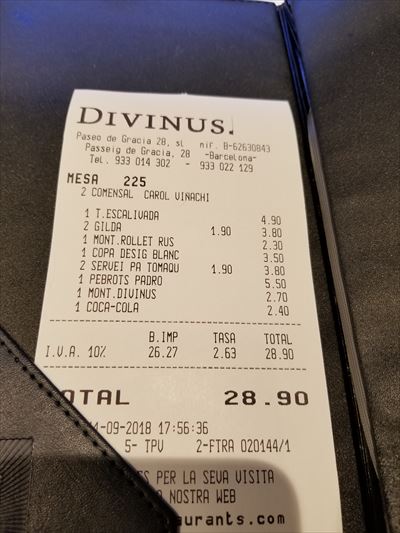 DIVINUS.
Paseo de Gracia 28, sl nif. B-62630843
Passeig de Gracia, 28 -Barcelona-
Tel. 933 014 302 - 933 022 129
MESA 225
2 COMENSAL CAROL VINACHI
1 T.ESCALIVADA 4.90
2 GILDA 1.90 3.80
1 MONT.ROLLET RUS 2.30
1 COPA DESIG BLANC 3.50
2 SERVEI PA TOMAQU 1.90 3.80
1 PEBROTS PADRO 5.50
1 MONT.DIVINUS 2.70
1 COCA-COLA 2.40
B.IMP TASA TOTAL
I.V.A. 10% 26.27 2.63 28.90
OTAL 28.90
-09-2018 17:56:36
5- TPV 2-FTRA 020144/1
ES PER LA SEVA VISITA
NOSTRA WEB
aurants.com